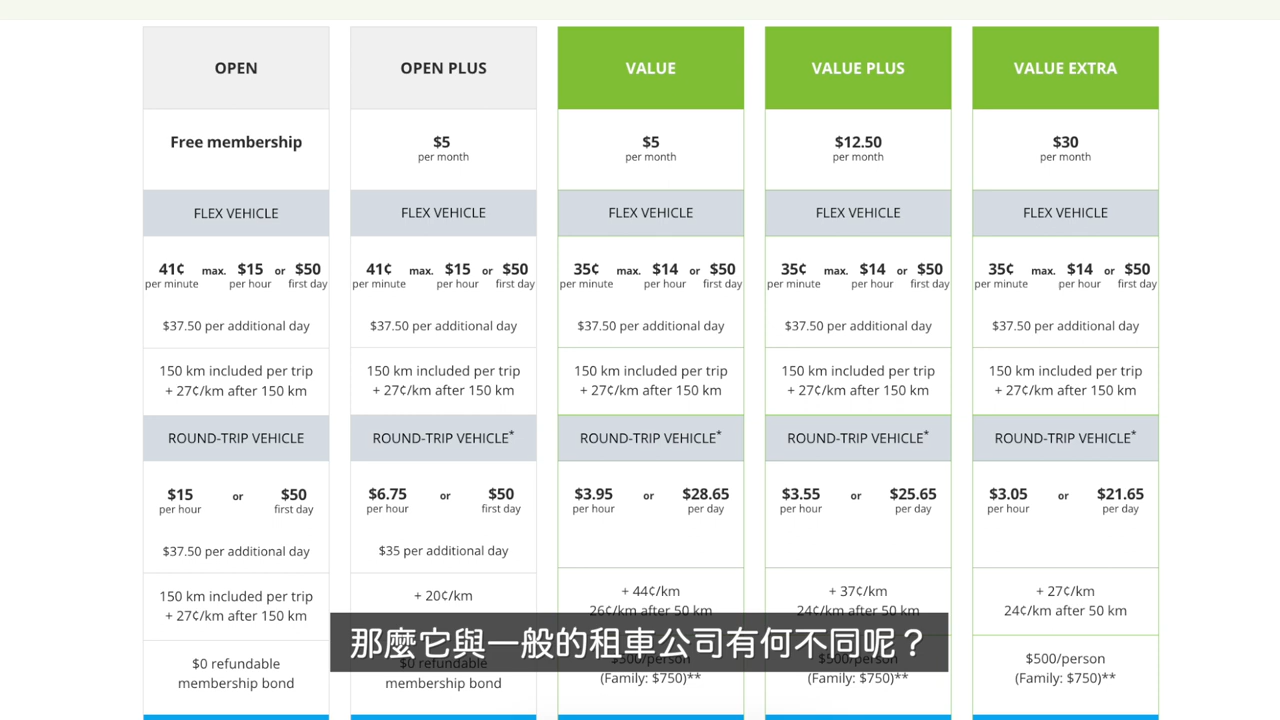 OPEN
Free membership
FLEX VEHICLE
41¢ max. $15 or $50
per minute per hour first day
$37.50 per additional day
150 km included per trip
+ 27¢/km after 150 km
ROUND-TRIP VEHICLE
$15 or $50
per hour first day
$37.50 per additional day
150 km included per trip
+ 27¢/km after 150 km
$0 refundable
membership bond
OPEN PLUS
$5
per month
FLEX VEHICLE
41¢ max. $15 or $50
per minute per hour first day
$37.50 per additional day
150 km included per trip
+ 27¢/km after 150 km
ROUND-TRIP VEHICLE*
$6.75 or $50
per hour first day
$35 per additional day
+ 20¢/km
$0 refundable
membership bond
VALUE
$5
per month
FLEX VEHICLE
35¢ max. $14 or $50
per minute per hour first day
$37.50 per additional day
150 km included per trip
+ 27¢/km after 150 km
ROUND-TRIP VEHICLE*
$3.95 or $28.65
per hour per day
+ 44¢/km
26¢/km after 50 km
$500/person
(Family: $750)**
VALUE PLUS
$12.50
per month
FLEX VEHICLE
35¢ max. $14 or $50
per minute per hour first day
$37.50 per additional day
150 km included per trip
+ 27¢/km after 150 km
ROUND-TRIP VEHICLE*
$3.55 or $25.65
per hour per day
+ 37¢/km
24¢/km after 50 km
$500/person
(Family: $750)**
VALUE EXTRA
$30
per month
FLEX VEHICLE
35¢ max. $14 or $50
per minute per hour first day
$37.50 per additional day
150 km included per trip
+ 27¢/km after 150 km
ROUND-TRIP VEHICLE*
$3.05 or $21.65
per hour per day
+ 27¢/km
24¢/km after 50 km
$500/person
(Family: $750)**
那麼它與一般的租車公司有何不同呢？